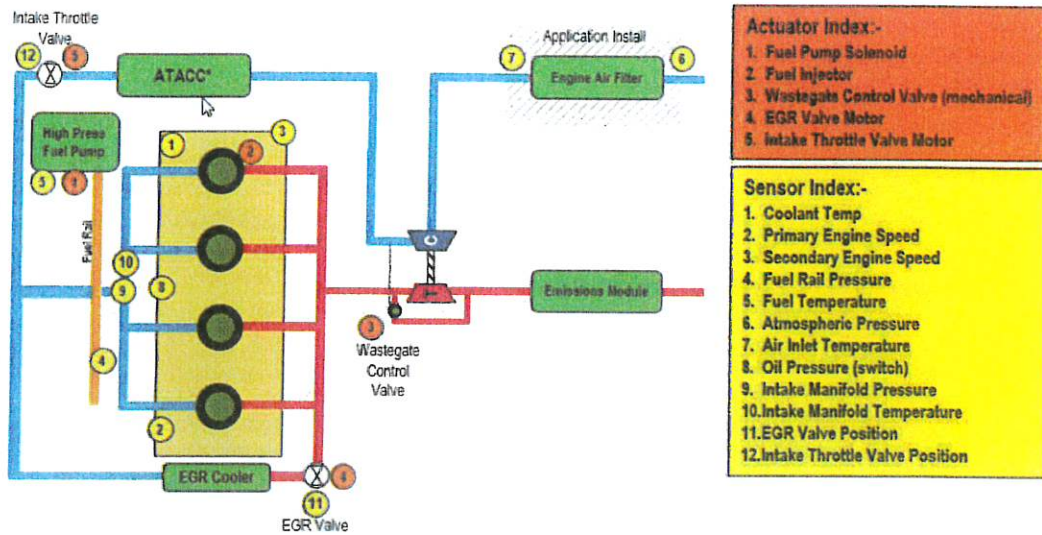 Intake Throttle
Valve
12
5
ATACC*
Application Install
7
Engine Air Filter
6
High Press
Fuel Pump
5
1
Fuel Rail
1
3
2
10
9
8
4
2
C
T
Emissions Module
3
Wastegate
Control
Valve
EGR Cooler
4
11
EGR Valve
Actuator Index:-
1. Fuel Pump Solenoid
2. Fuel Injector
3. Wastegate Control Valve (mechanical)
4. EGR Valve Motor
5. Intake Throttle Valve Motor
Sensor Index:-
1. Coolant Temp
2. Primary Engine Speed
3. Secondary Engine Speed
4. Fuel Rail Pressure
5. Fuel Temperature
6. Atmospheric Pressure
7. Air Inlet Temperature
8. Oil Pressure (switch)
9. Intake Manifold Pressure
10.Intake Manifold Temperature
11.EGR Valve Position
12.Intake Throttle Valve Position